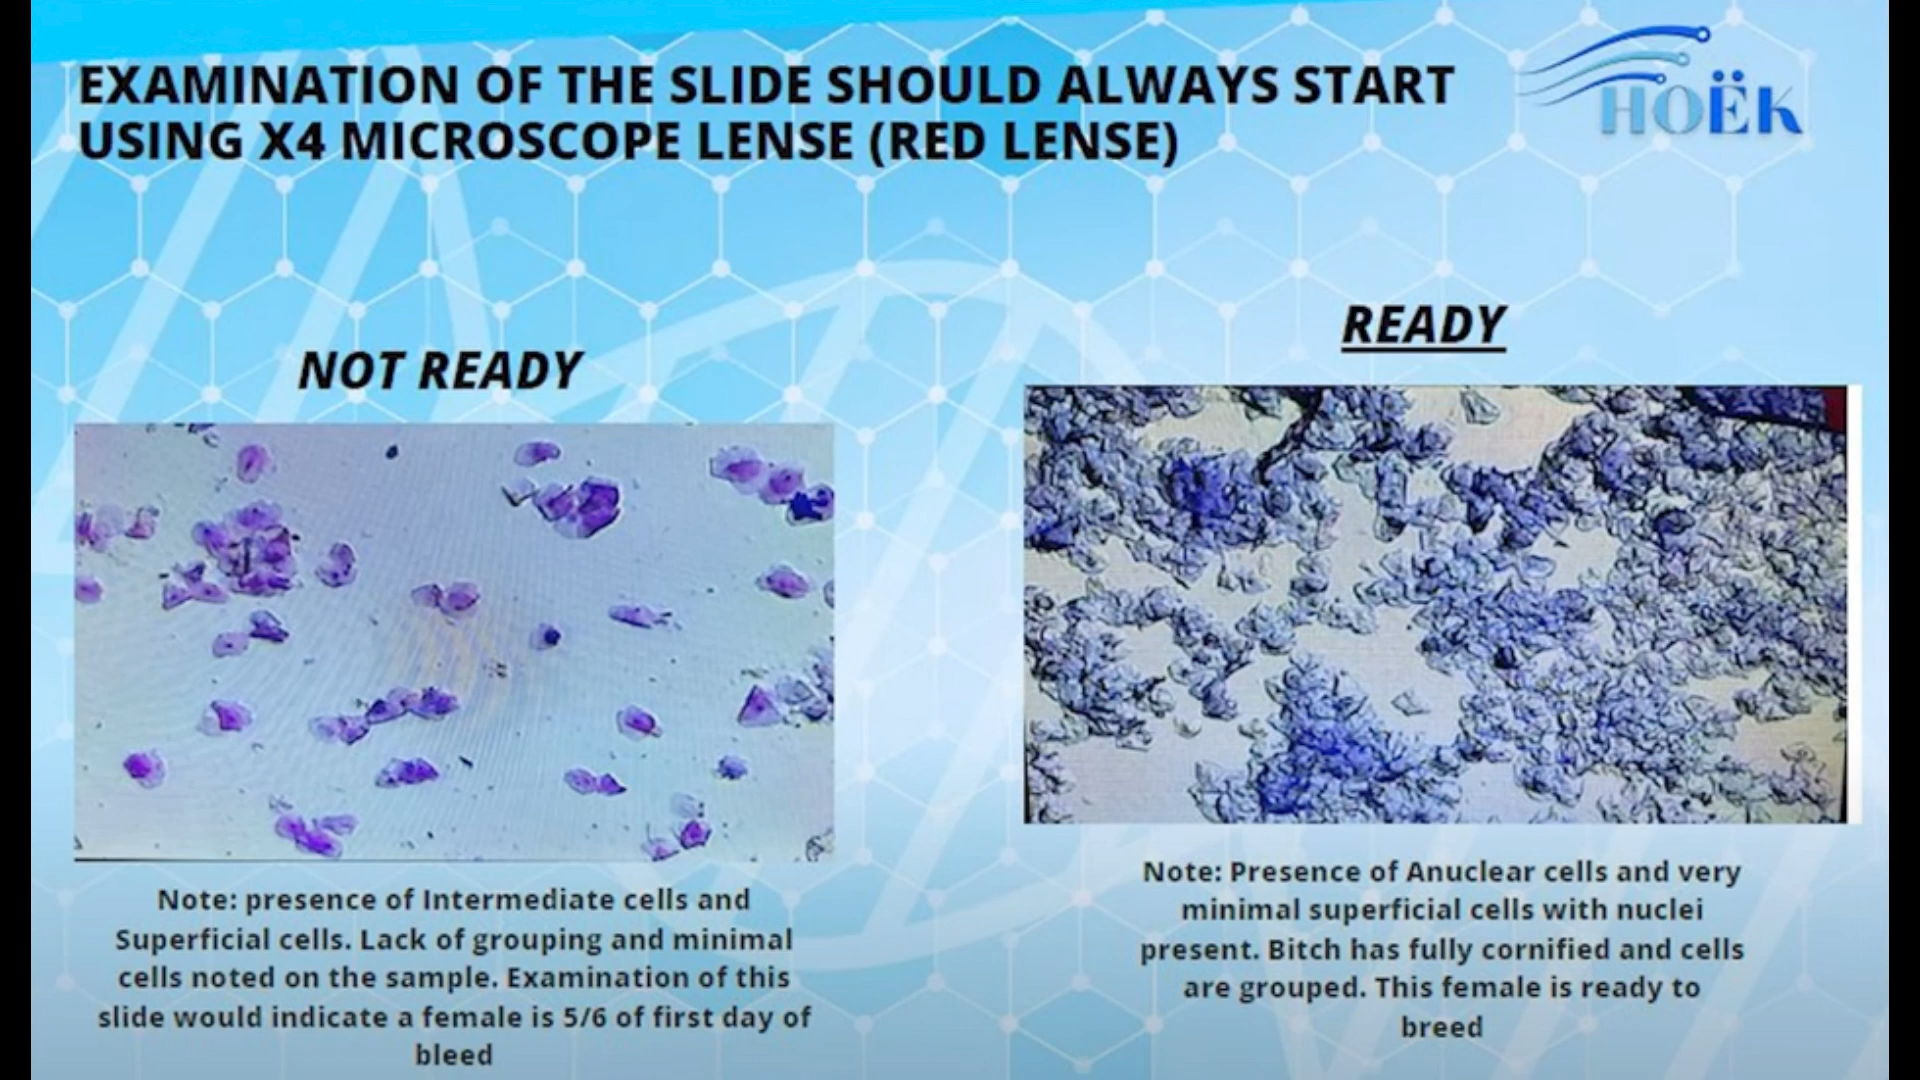 EXAMINATION OF THE SLIDE SHOULD ALWAYS START
USING X4 MICROSCOPE LENSE (RED LENSE)
HOËK
NOT READY
Note: presence of Intermediate cells and
Superficial cells. Lack of grouping and minimal
cells noted on the sample. Examination of this
slide would indicate a female is 5/6 of first day of
bleed
READY
Note: Presence of Anuclear cells and very
minimal superficial cells with nuclei
present. Bitch has fully cornified and cells
are grouped. This female is ready to
breed